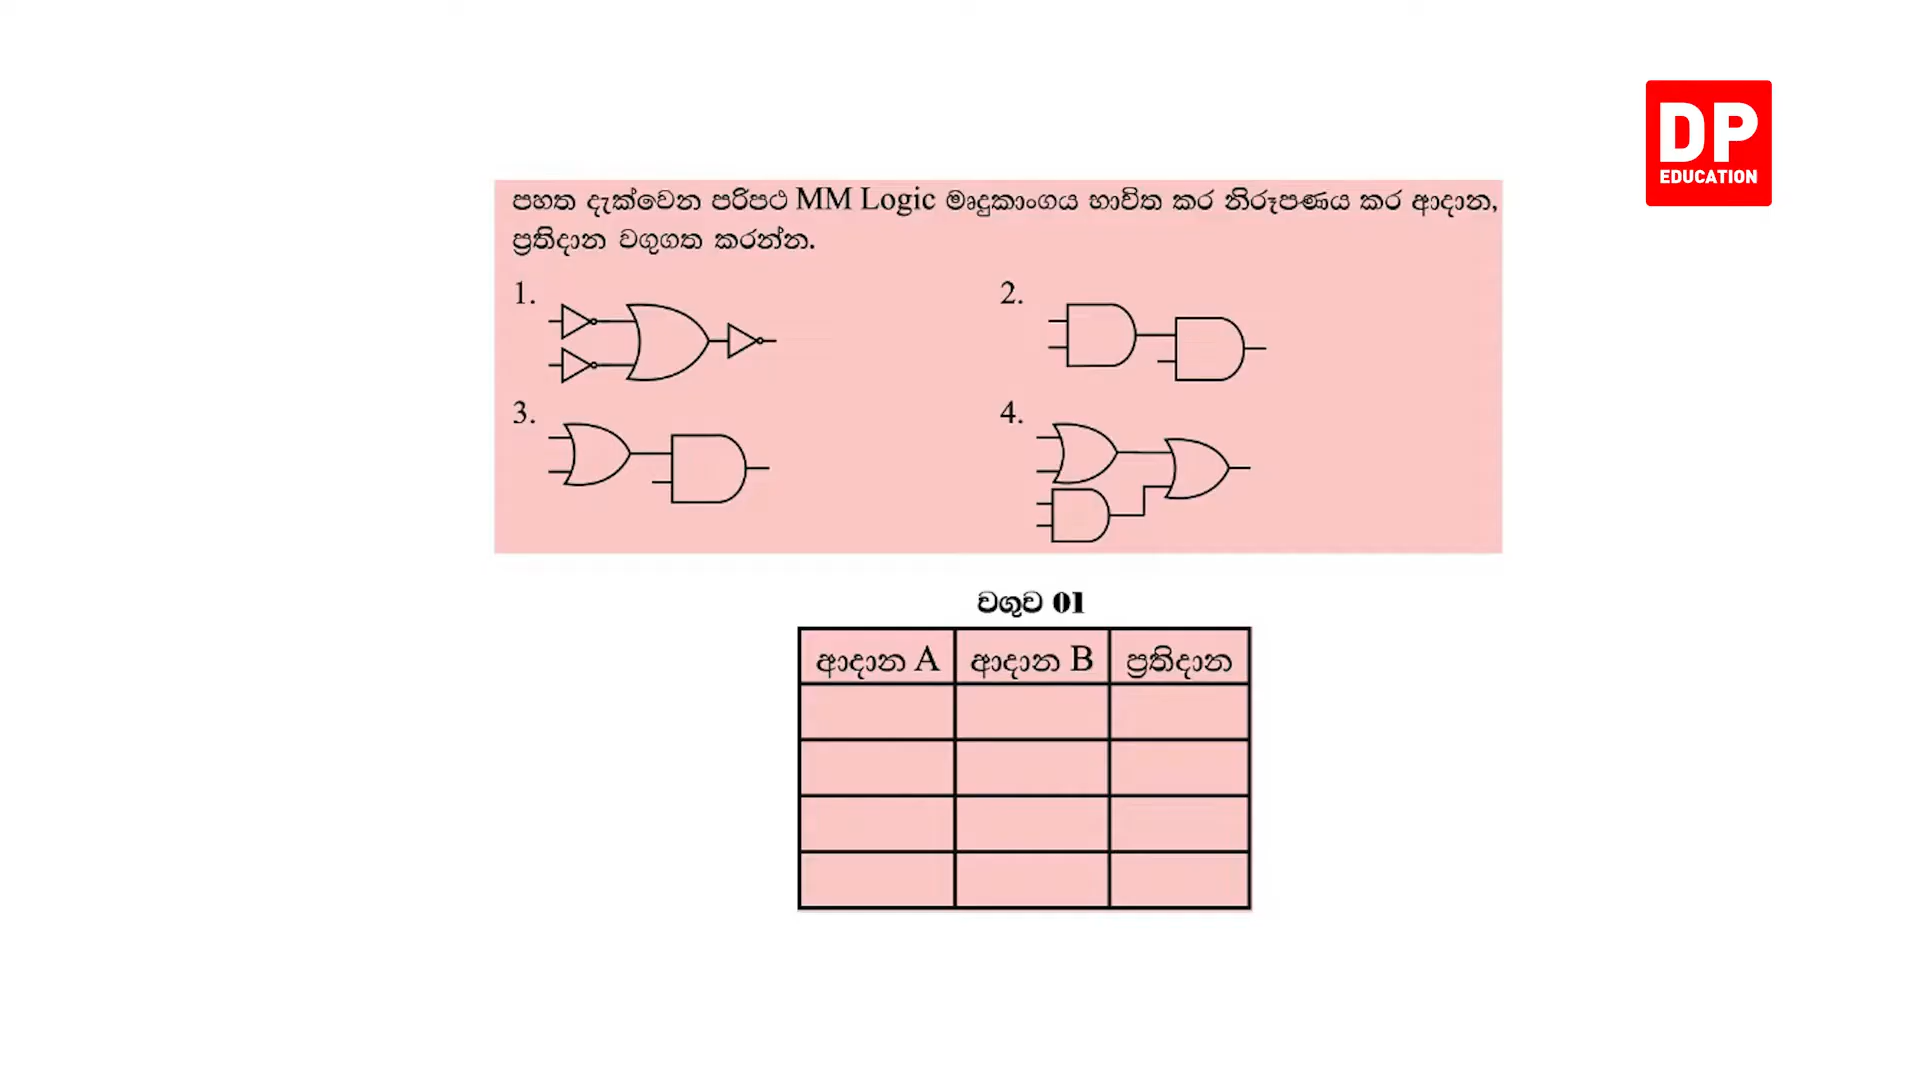 DP
EDUCATION
පහත දැක්වෙන පරිපථ MM Logic මෘදුකාංගය භාවිත කර නිරූපණය කර ආදාන,
ප්‍රතිදාන වගුගත කරන්න.
1.
2.
3.
4.
වගුව 01
ආදාන A ආදාන B ප්‍රතිදාන